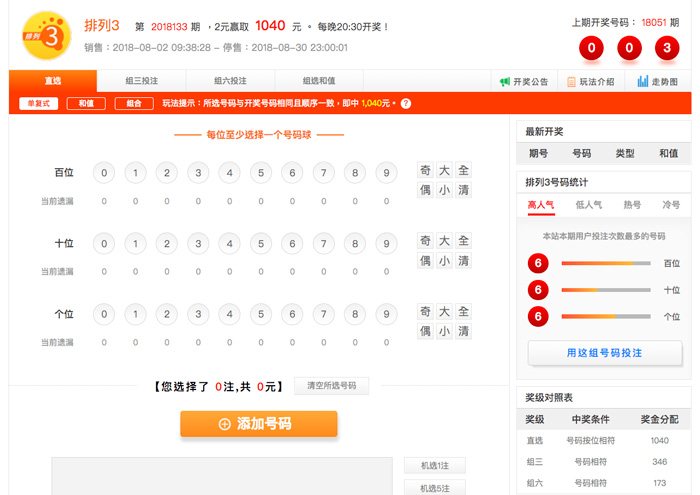 排列3
排列3 第 2018133 期 ，2元赢取 1040 元 。 每晚20:30开奖！
销售：2018-08-02 09:38:28 - 停售：2018-08-30 23:00:01
上期开奖号码： 18051 期
0 0 3
直选 组三投注 组六投注 组选和值 开奖公告 玩法介绍 走势图
单复式 和值 组合 玩法提示：所选号码与开奖号码相同且顺序一致，即中 1,040元。 ?
每位至少选择一个号码球
百位 0 1 2 3 4 5 6 7 8 9 奇 大 全
偶 小 清
当前遗漏 0 0 0 0 0 0 0 0 0 0
十位 0 1 2 3 4 5 6 7 8 9 奇 大 全
偶 小 清
当前遗漏 0 0 0 0 0 0 0 0 0 0
个位 0 1 2 3 4 5 6 7 8 9 奇 大 全
偶 小 清
当前遗漏 0 0 0 0 0 0 0 0 0 0
【您选择了 0注,共 0元】 清空所选号码
添加号码
机选1注
机选5注
最新开奖
期号 号码 类型 和值
排列3号码统计
高人气 低人气 热号 冷号
本站本期用户投注次数最多的号码
6 百位
6 十位
6 个位
用这组号码投注
奖级对照表
奖级 中奖条件 奖金分配
直选 号码按位相符 1040
组三 号码相符 346
组六 号码相符 173